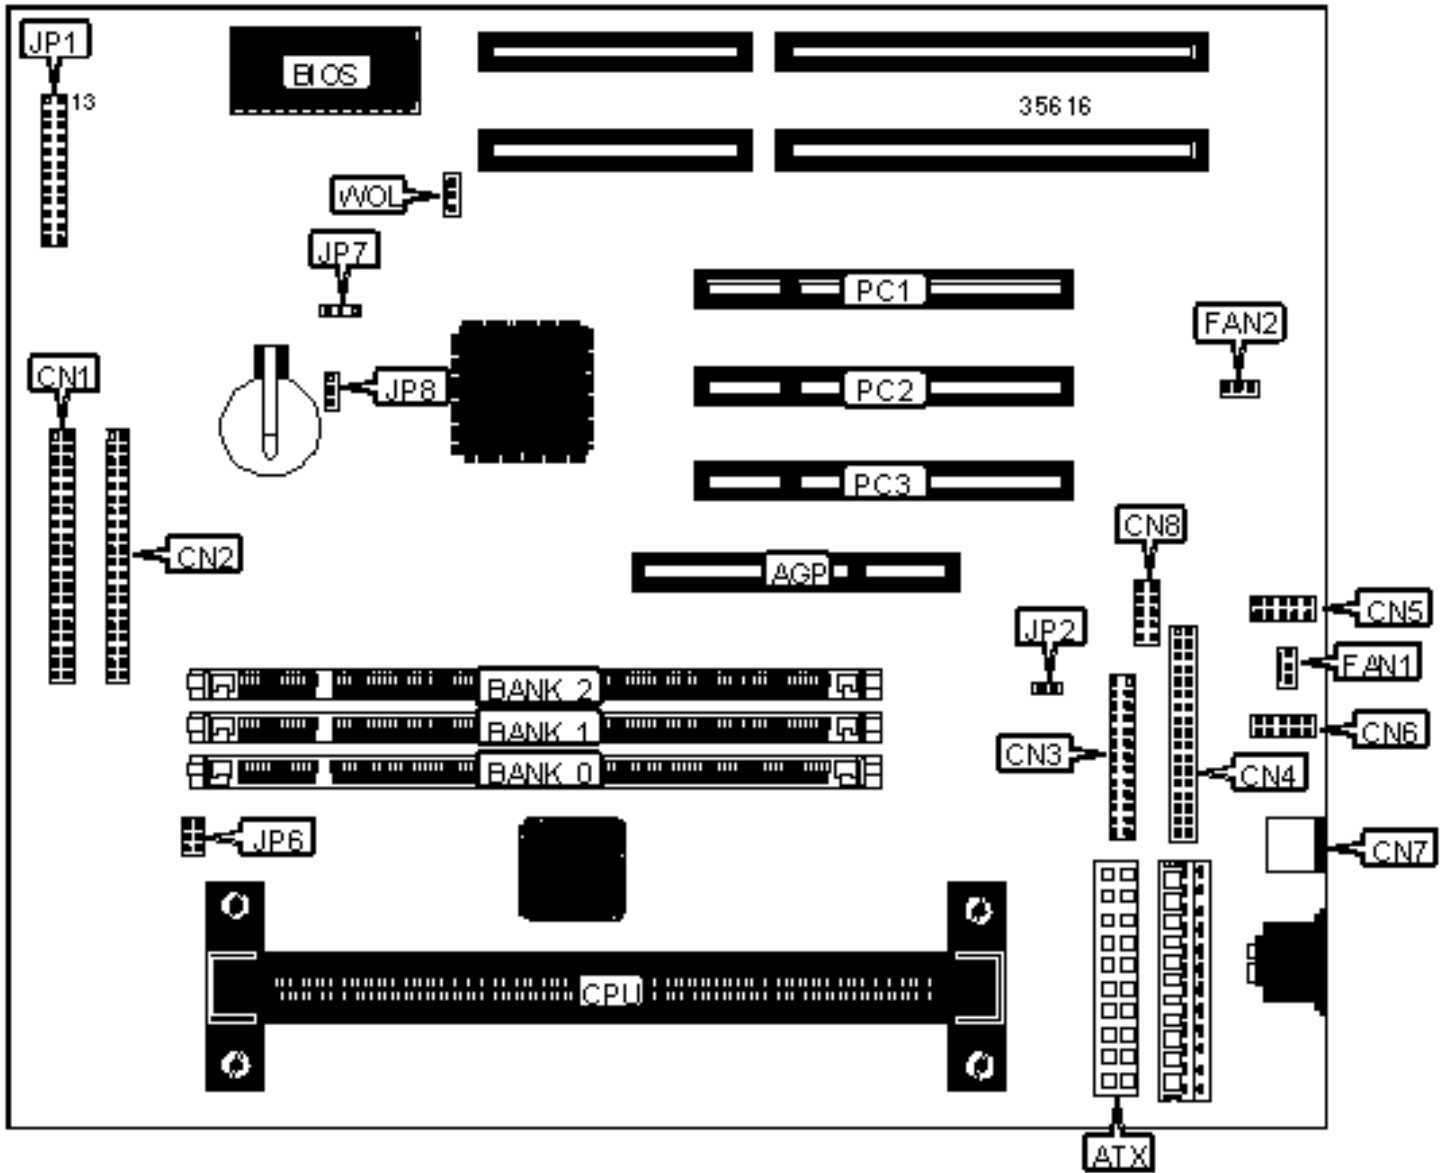 JP1
BIOS
13
35616
WOL
JP7
PC1
FAN2
CN1
JP8
PC2
PC3
CN8
CN2
AGP
CN5
JP2
FAN1
BANK 2
BANK 1
CN6
CN3
BANK 0
CN4
JP6
CN7
CPU
ATX